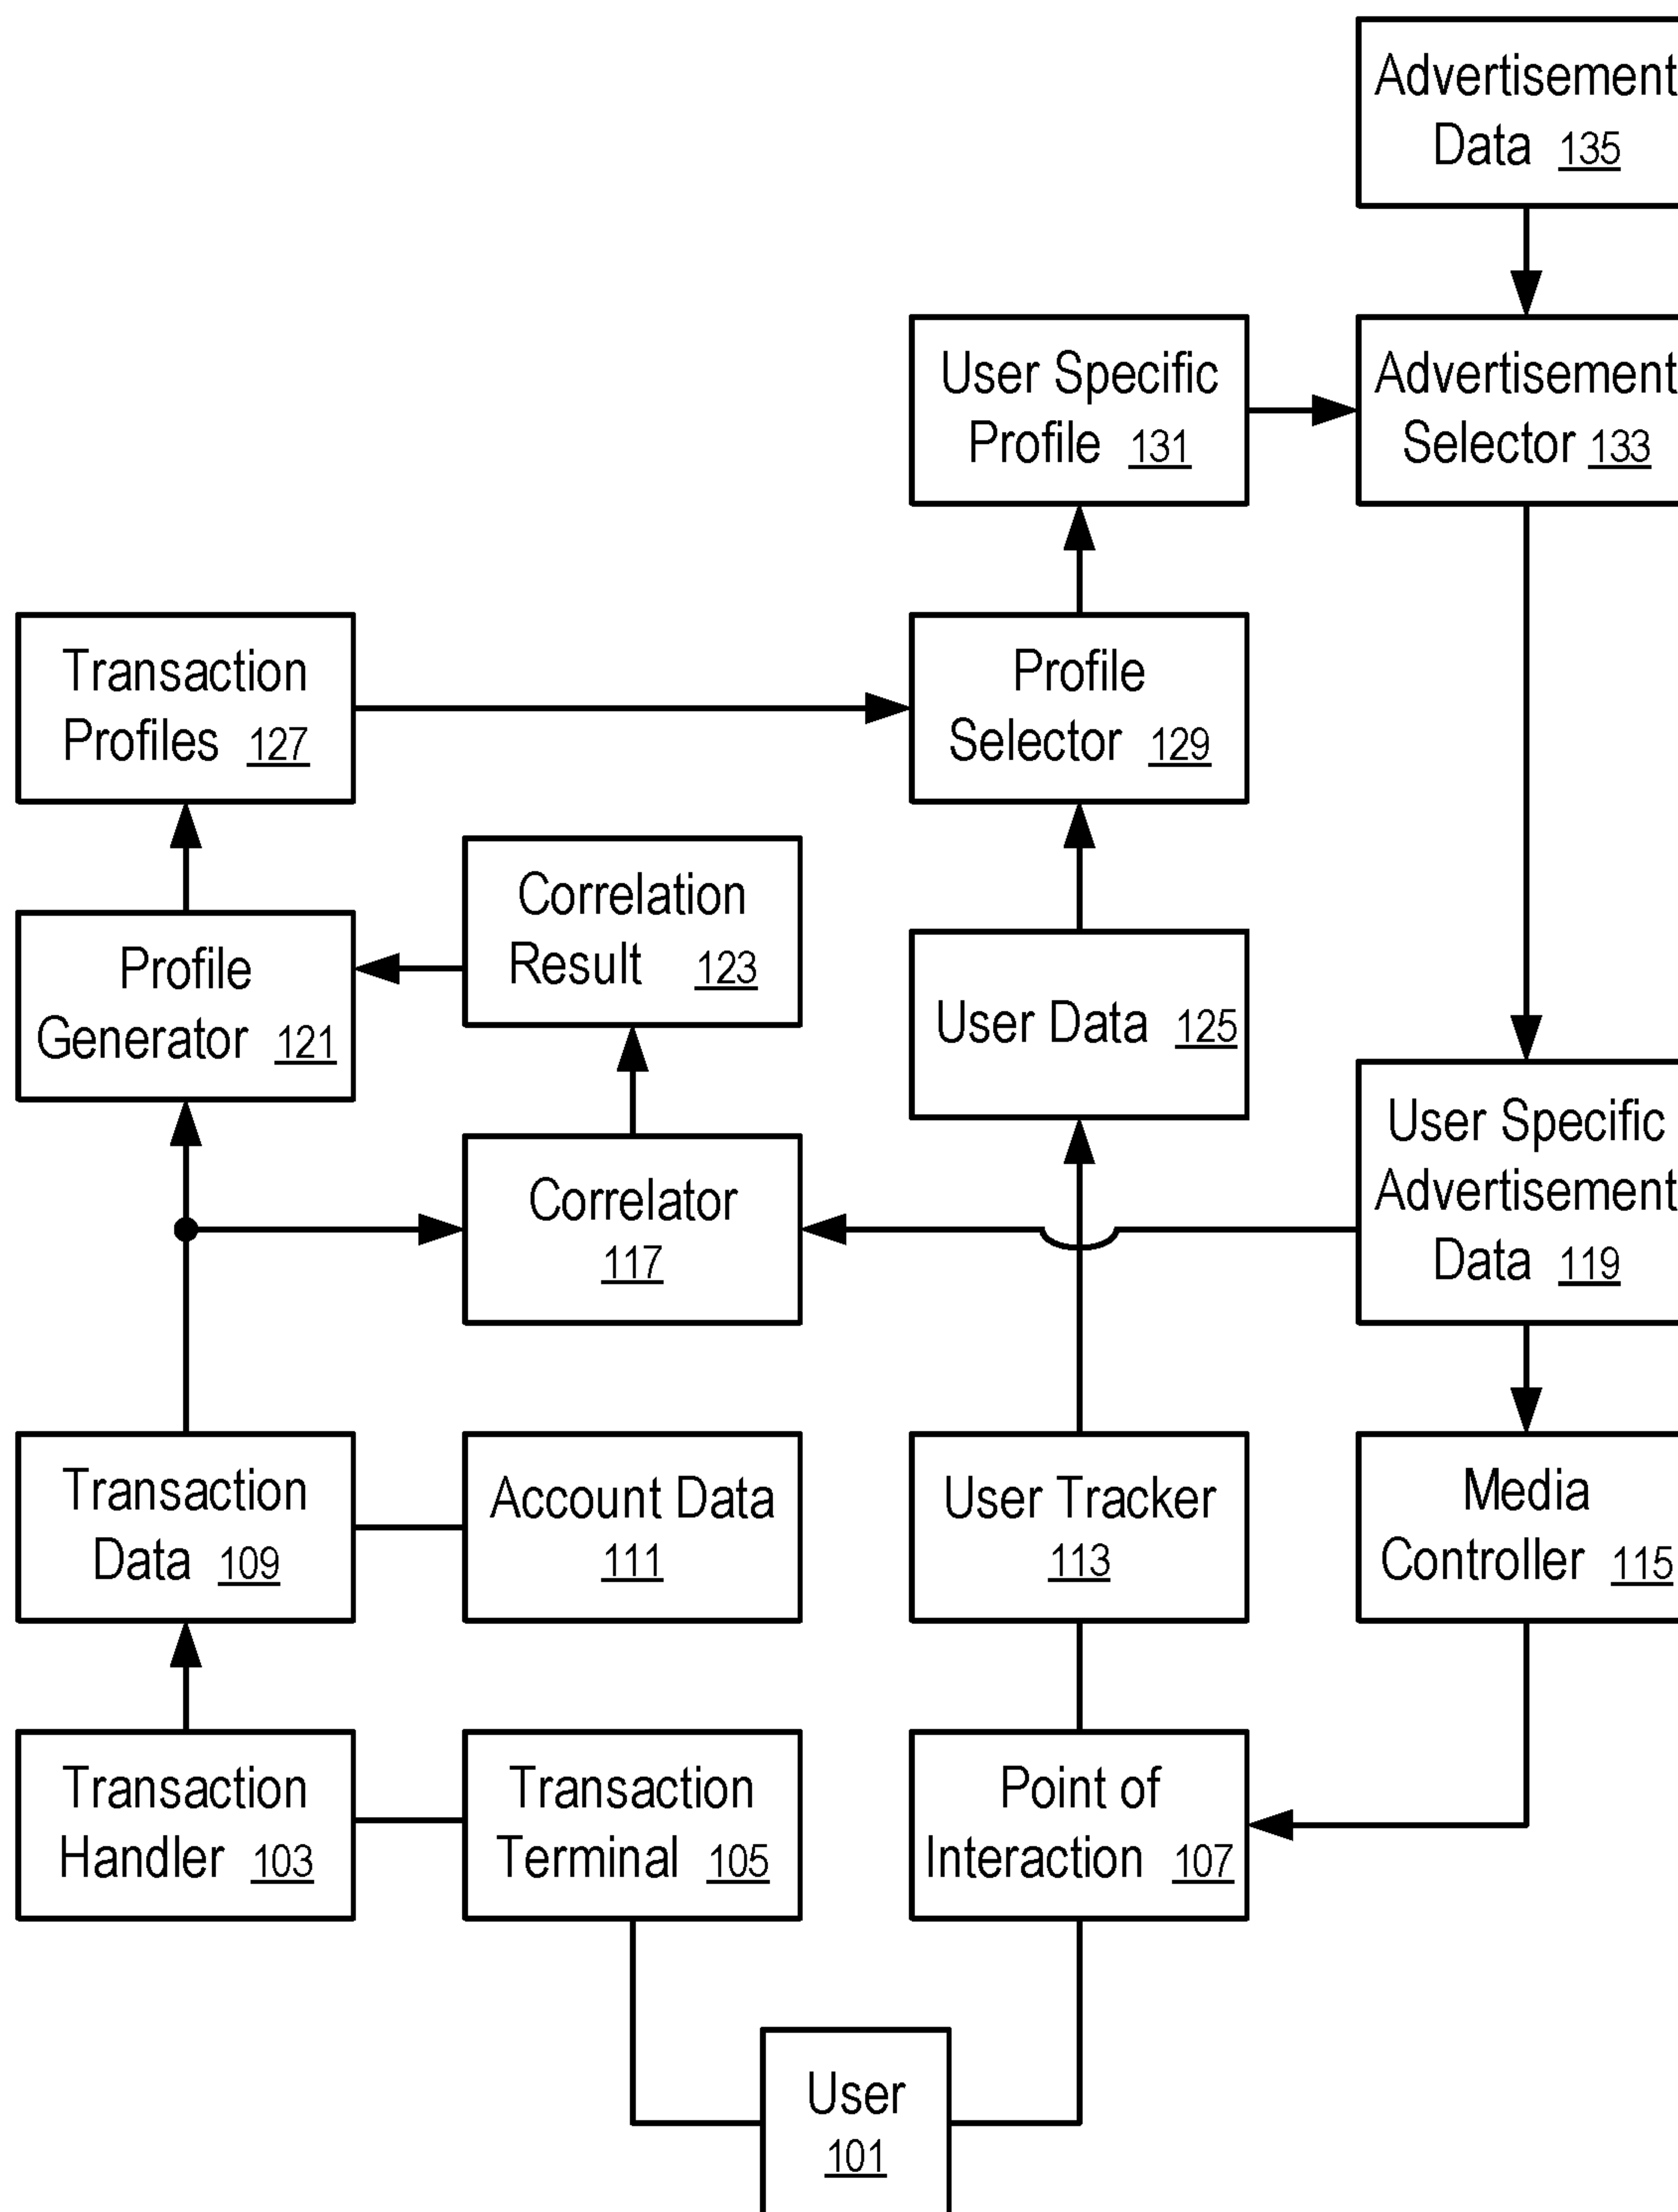 Advertisement
Data 135
User Specific
Profile 131
Advertisement
Selector 133
Transaction
Profiles 127
Profile
Selector 129
Correlation
Result 123
Profile
Generator 121
User Data 125
User Specific
Advertisement
Data 119
Correlator
117
Transaction
Data 109
Account Data
111
User Tracker
113
Media
Controller 115
Transaction
Handler 103
Transaction
Terminal 105
Point of
Interaction 107
User
101